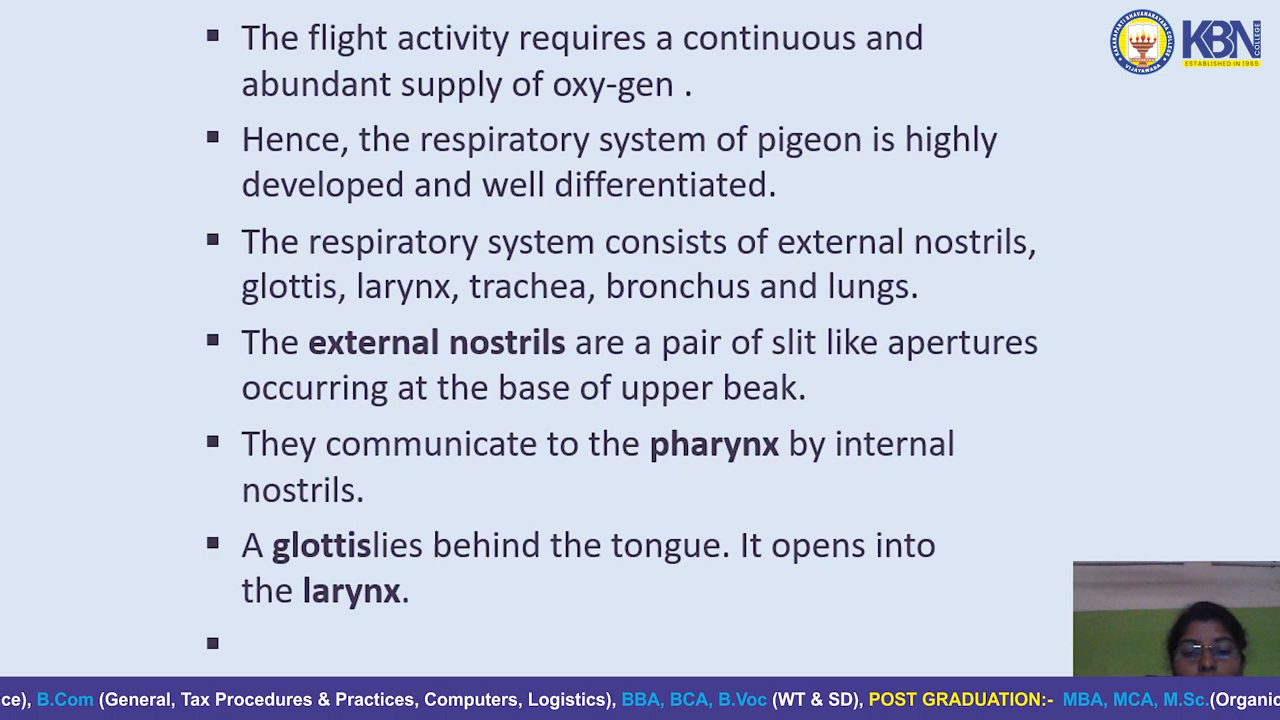 ▪ The flight activity requires a continuous and
abundant supply of oxy-gen .
▪ Hence, the respiratory system of pigeon is highly
developed and well differentiated.
▪ The respiratory system consists of external nostrils,
glottis, larynx, trachea, bronchus and lungs.
▪ The external nostrils are a pair of slit like apertures
occurring at the base of upper beak.
▪ They communicate to the pharynx by internal
nostrils.
▪ A glottislies behind the tongue. It opens into
the larynx.
▪
KBN
COLLEGE
ESTABLISHED IN 1965
VIJAYAWADA
ce), B.Com (General, Tax Procedures & Practices, Computers, Logistics), BBA, BCA, B.Voc (WT & SD), POST GRADUATION:- MBA, MCA, M.Sc.(Organic